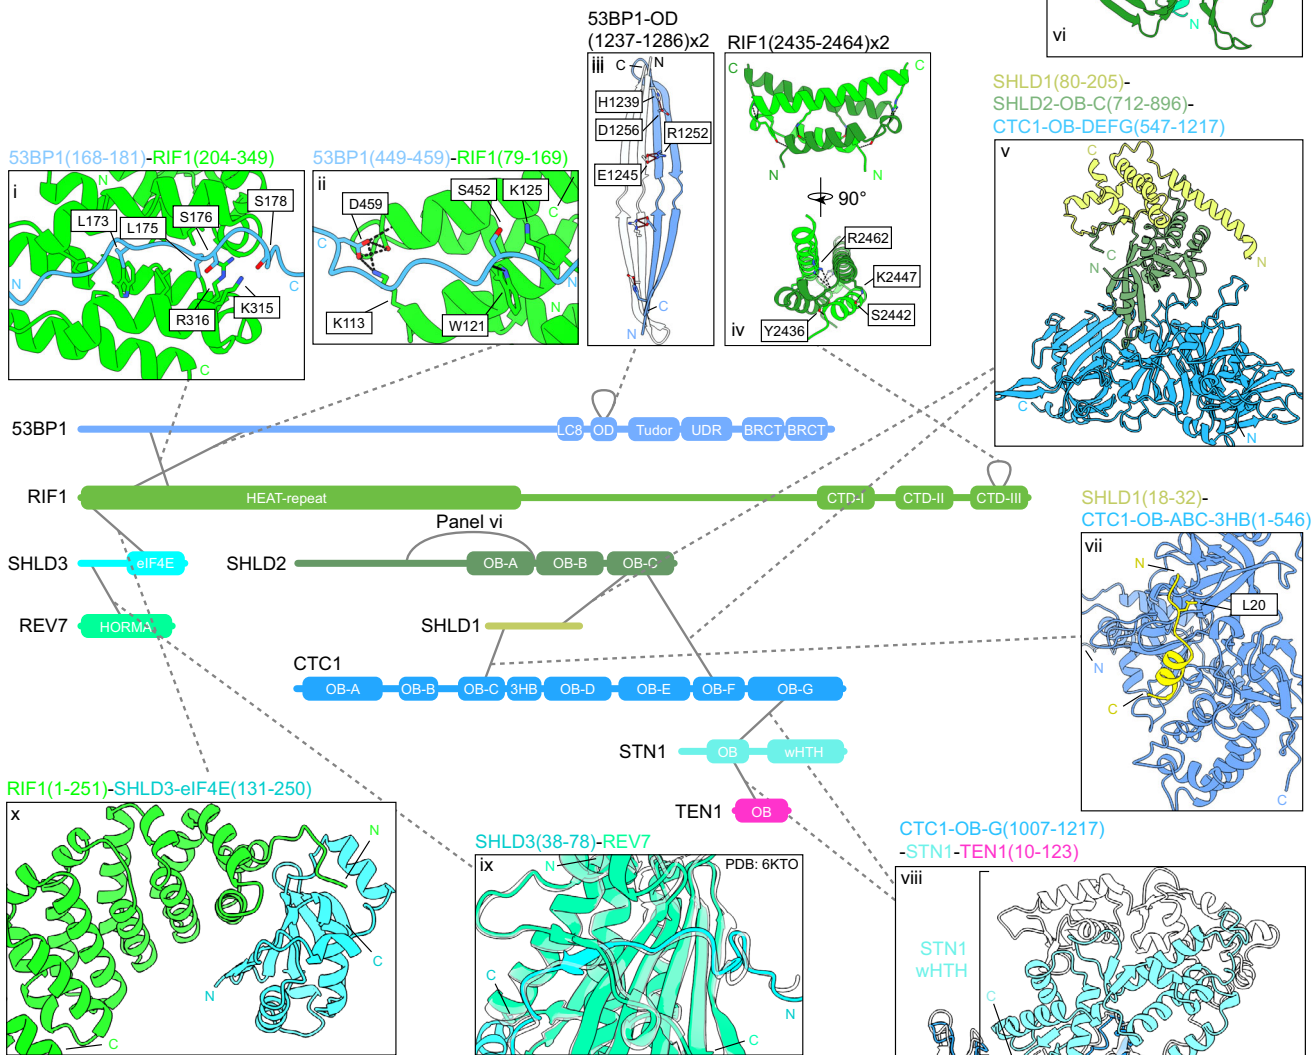 53BP1-OD
(1237-1286)x2
RIF1(2435-2464)x2
N
vi
iii
C
N
H1239
D1256
R1252
E1245
C
N
C
C
N
N
90°
R2462
K2447
S2442
Y2436
iv
SHLD1(80-205)-
SHLD2-OB-C(712-896)-
CTC1-OB-DEFG(547-1217)
v
C
C
N
N
C
N
53BP1(168-181)-RIF1(204-349)
i
N
L173
L175
S176
S178
N
C
R316
K315
C
53BP1(449-459)-RIF1(79-169)
ii
D459
S452
K125
C
C
N
K113
W121
N
53BP1
LC8
OD
Tudor
UDR
BRCT
BRCT
RIF1
HEAT-repeat
CTD-I
CTD-II
CTD-III
Panel vi
SHLD3
eIF4E
SHLD2
OB-A
OB-B
OB-C
REV7
HORMA
SHLD1
CTC1
OB-A
OB-B
OB-C
3HB
OB-D
OB-E
OB-F
OB-G
STN1
OB
wHTH
TEN1
OB
SHLD1(18-32)-
CTC1-OB-ABC-3HB(1-546)
vii
N
L20
N
C
C
RIF1(1-251)-SHLD3-eIF4E(131-250)
x
N
C
N
C
SHLD3(38-78)-REV7
ix
N
PDB: 6KTO
C
N
C
CTC1-OB-G(1007-1217)
-STN1-TEN1(10-123)
viii
STN1
wHTH
C